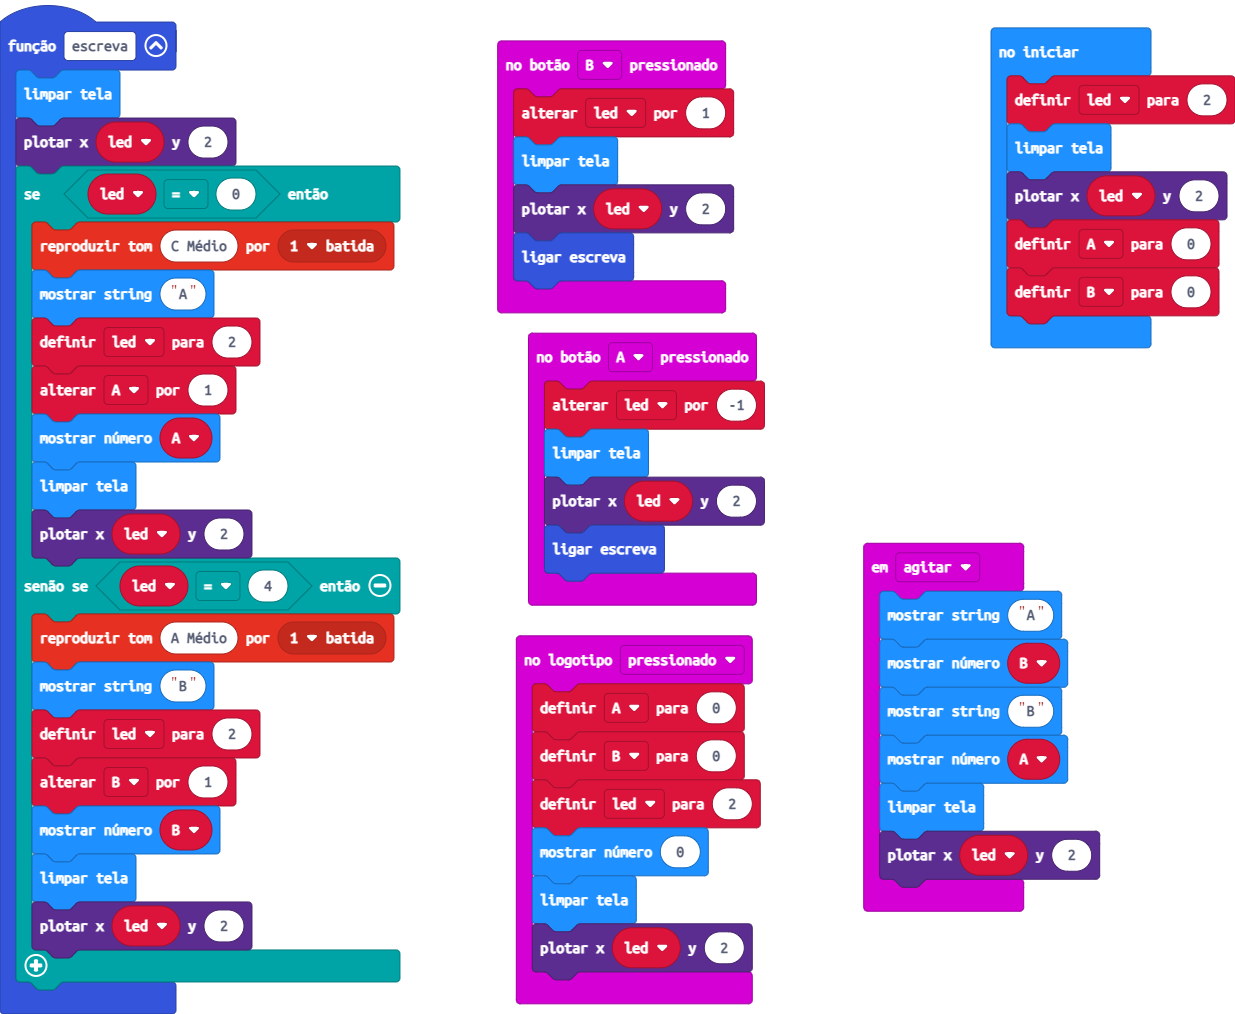 função escreva
limpar tela
plotar x led y 2
se led = 0 então
reproduzir tom C Médio por 1 batida
mostrar string "A"
definir led para 2
alterar A por 1
mostrar número A
limpar tela
plotar x led y 2
senão se led = 4 então
reproduzir tom A Médio por 1 batida
mostrar string "B"
definir led para 2
alterar B por 1
mostrar número B
limpar tela
plotar x led y 2
no botão B pressionado
alterar led por 1
limpar tela
plotar x led y 2
ligar escreva
no botão A pressionado
alterar led por -1
limpar tela
plotar x led y 2
ligar escreva
no logotipo pressionado
definir A para 0
definir B para 0
definir led para 2
mostrar número 0
limpar tela
plotar x led y 2
no iniciar
definir led para 2
limpar tela
plotar x led y 2
definir A para 0
definir B para 0
em agitar
mostrar string "A"
mostrar número B
mostrar string "B"
mostrar número A
limpar tela
plotar x led y 2